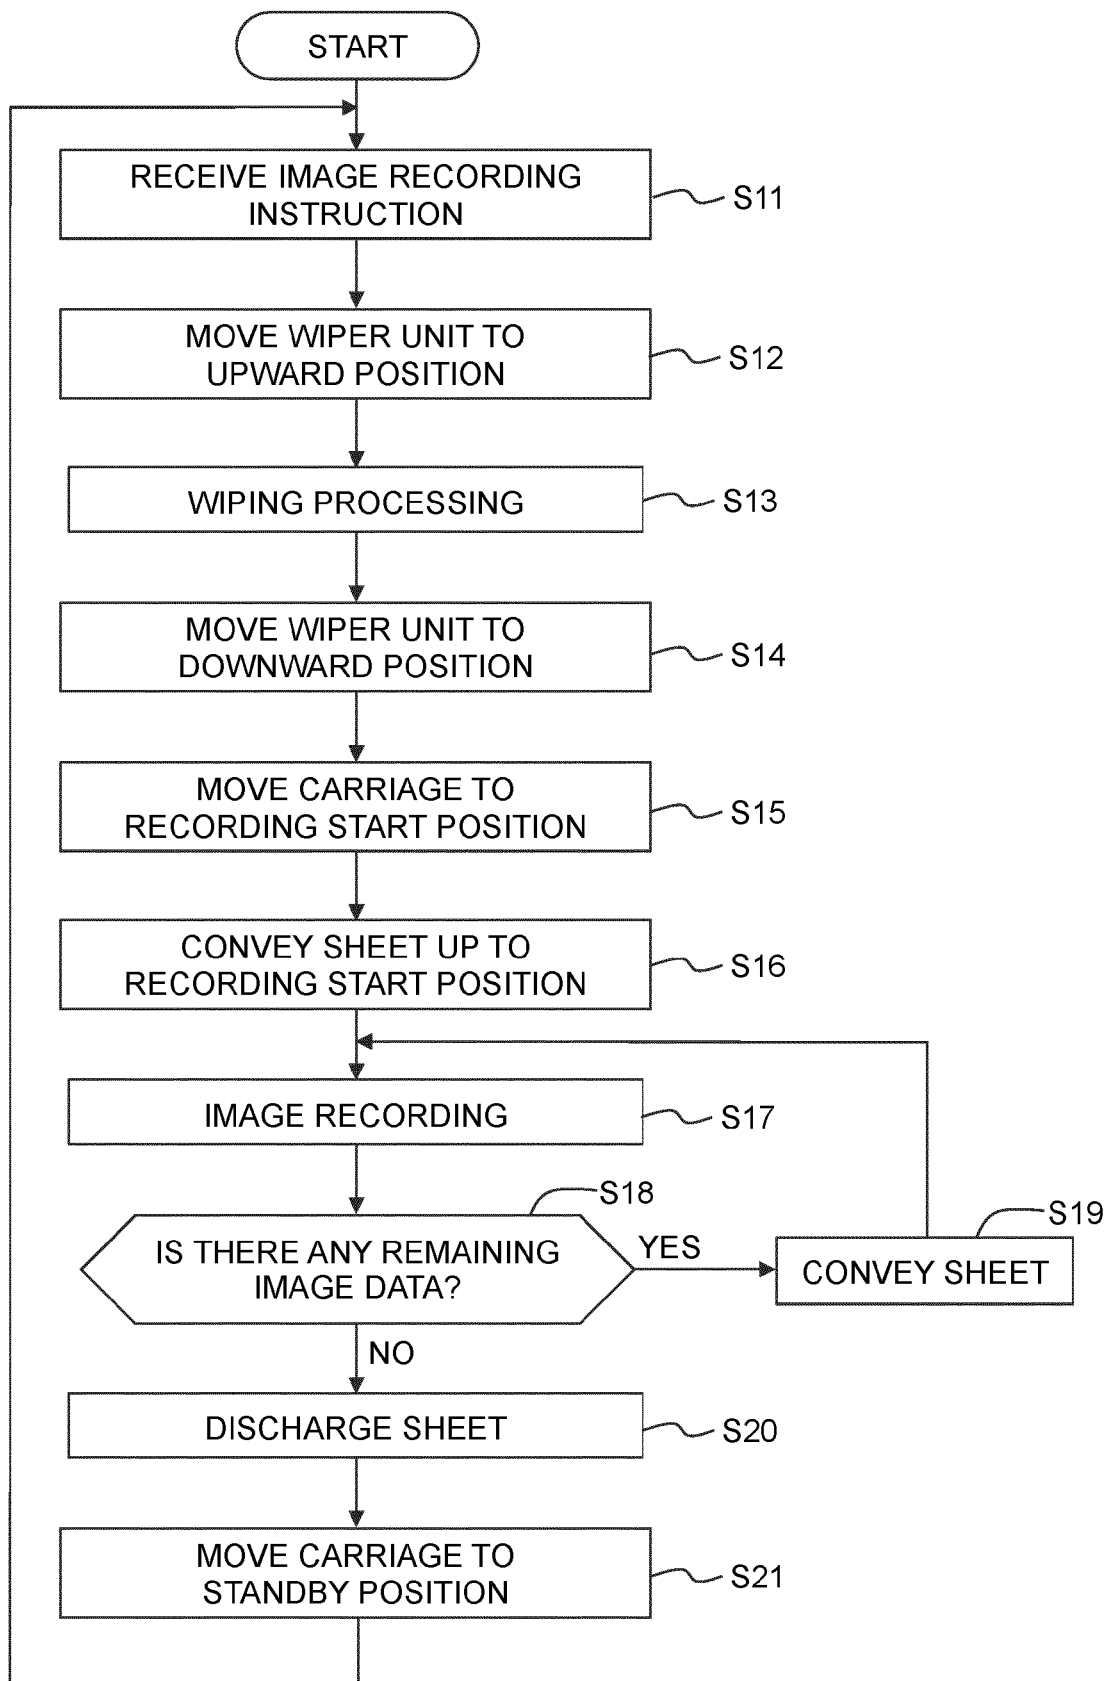 START
RECEIVE IMAGE RECORDING
INSTRUCTION
S11
MOVE WIPER UNIT TO
UPWARD POSITION
S12
WIPING PROCESSING
S13
MOVE WIPER UNIT TO
DOWNWARD POSITION
S14
MOVE CARRIAGE TO
RECORDING START POSITION
S15
CONVEY SHEET UP TO
RECORDING START POSITION
S16
IMAGE RECORDING
S17
S18
IS THERE ANY REMAINING
IMAGE DATA?
YES
S19
CONVEY SHEET
NO
DISCHARGE SHEET
S20
MOVE CARRIAGE TO
STANDBY POSITION
S21